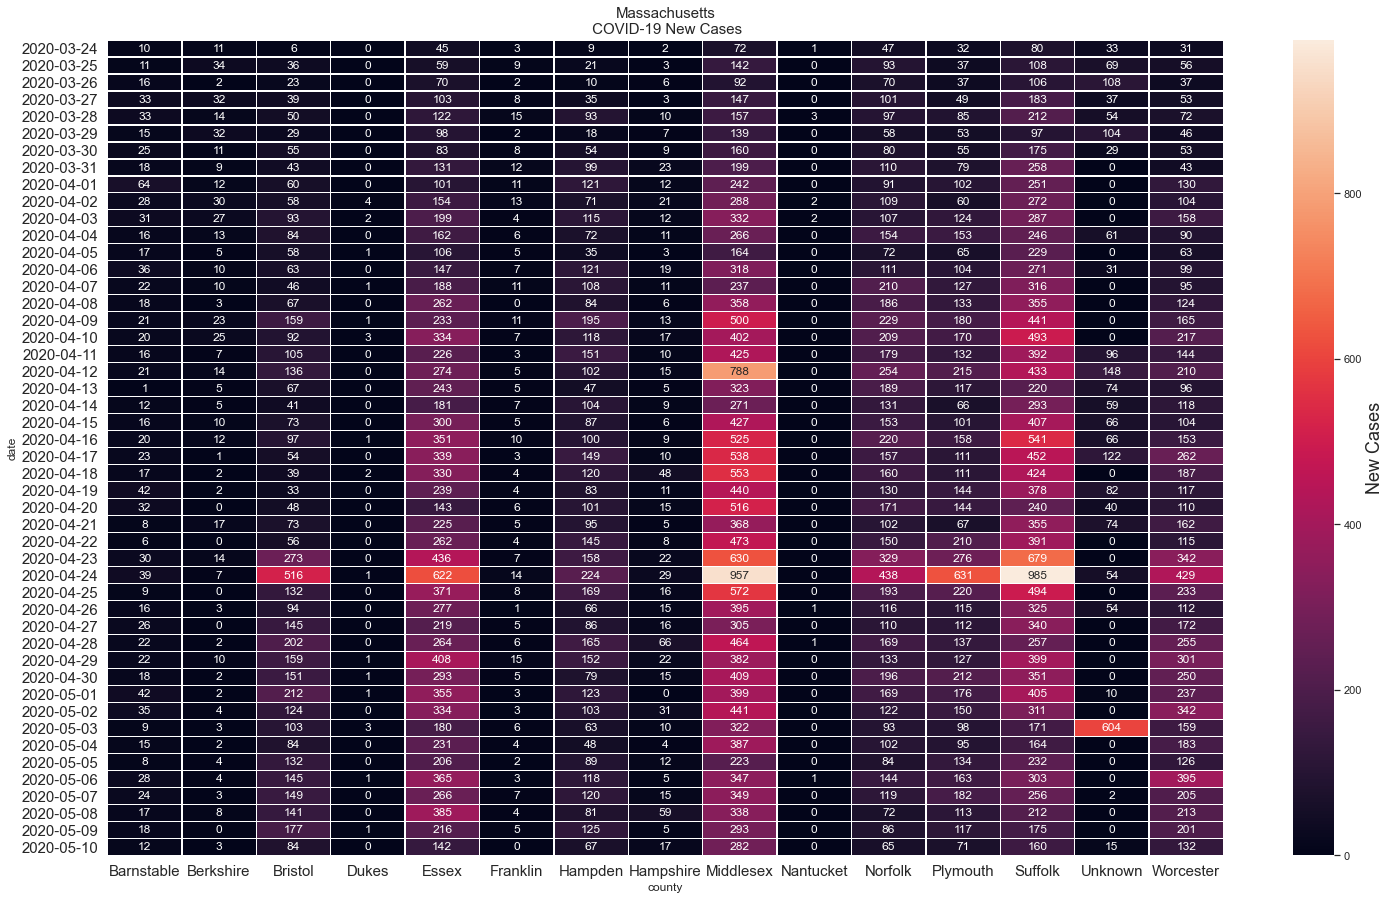 Massachusetts
COVID-19 New Cases
2020-03-24 10 11 6 0 45 3 9 2 72 1 47 32 80 33 31
2020-03-25 11 34 36 0 59 9 21 3 142 0 93 37 108 69 56
2020-03-26 16 2 23 0 70 2 10 6 92 0 70 37 106 108 37
2020-03-27 33 32 39 0 103 8 35 3 147 0 101 49 183 37 53
2020-03-28 33 14 50 0 122 15 93 10 157 3 97 85 212 54 72
2020-03-29 15 32 29 0 98 2 18 7 139 0 58 53 97 104 46
2020-03-30 25 11 55 0 83 8 54 9 160 0 80 55 175 29 53
2020-03-31 18 9 43 0 131 12 99 23 199 0 110 79 258 0 43
2020-04-01 64 12 60 0 101 11 121 12 242 0 91 102 251 0 130
2020-04-02 28 30 58 4 154 13 71 21 288 2 109 60 272 0 104
2020-04-03 31 27 93 2 199 4 115 12 332 2 107 124 287 0 158
2020-04-04 16 13 84 0 162 6 72 11 266 0 154 153 246 61 90
2020-04-05 17 5 58 1 106 5 35 3 164 0 72 65 229 0 63
2020-04-06 36 10 63 0 147 7 121 19 318 0 111 104 271 31 99
2020-04-07 22 10 46 1 188 11 108 11 237 0 210 127 316 0 95
2020-04-08 18 3 67 0 262 0 84 6 358 0 186 133 355 0 124
2020-04-09 21 23 159 1 233 11 195 13 500 0 229 180 441 0 165
2020-04-10 20 25 92 3 334 7 118 17 402 0 209 170 493 0 217
2020-04-11 16 7 105 0 226 3 151 10 425 0 179 132 392 96 144
2020-04-12 21 14 136 0 274 5 102 15 788 0 254 215 433 148 210
2020-04-13 1 5 67 0 243 5 47 5 323 0 189 117 220 74 96
2020-04-14 12 5 41 0 181 7 104 9 271 0 131 66 293 59 118
2020-04-15 16 10 73 0 300 5 87 6 427 0 153 101 407 66 104
2020-04-16 20 12 97 1 351 10 100 9 525 0 220 158 541 66 153
2020-04-17 23 1 54 0 339 3 149 10 538 0 157 111 452 122 262
2020-04-18 17 2 39 2 330 4 120 48 553 0 160 111 424 0 187
2020-04-19 42 2 33 0 239 4 83 11 440 0 130 144 378 82 117
2020-04-20 32 0 48 0 143 6 101 15 516 0 171 144 240 40 110
2020-04-21 8 17 73 0 225 5 95 5 368 0 102 67 355 74 162
2020-04-22 6 0 56 0 262 4 145 8 473 0 150 210 391 0 115
2020-04-23 30 14 273 0 436 7 158 22 630 0 329 276 679 0 342
2020-04-24 39 7 516 1 622 14 224 29 957 0 438 631 985 54 429
2020-04-25 9 0 132 0 371 8 169 16 572 0 193 220 494 0 233
2020-04-26 16 3 94 0 277 1 66 15 395 1 116 115 325 54 112
2020-04-27 26 0 145 0 219 5 86 16 305 0 110 112 340 0 172
2020-04-28 22 2 202 0 264 6 165 66 464 1 169 137 257 0 255
2020-04-29 22 10 159 1 408 15 152 22 382 0 133 127 399 0 301
2020-04-30 18 2 151 1 293 5 79 15 409 0 196 212 351 0 250
2020-05-01 42 2 212 1 355 3 123 0 399 0 169 176 405 10 237
2020-05-02 35 4 124 0 334 3 103 31 441 0 122 150 311 0 342
2020-05-03 9 3 103 3 180 6 63 10 322 0 93 98 171 604 159
2020-05-04 15 2 84 0 231 4 48 4 387 0 102 95 164 0 183
2020-05-05 8 4 132 0 206 2 89 12 223 0 84 134 232 0 126
2020-05-06 28 4 145 1 365 3 118 5 347 1 144 163 303 0 395
2020-05-07 24 3 149 0 266 7 120 15 349 0 119 182 256 2 205
2020-05-08 17 8 141 0 385 4 81 59 338 0 72 113 212 0 213
2020-05-09 18 0 177 1 216 5 125 5 293 0 86 117 175 0 201
2020-05-10 12 3 84 0 142 0 67 17 282 0 65 71 160 15 132
Barnstable Berkshire Bristol Dukes Essex Franklin Hampden Hampshire Middlesex Nantucket Norfolk Plymouth Suffolk Unknown Worcester
county
date
800
600
400
200
0
New Cases